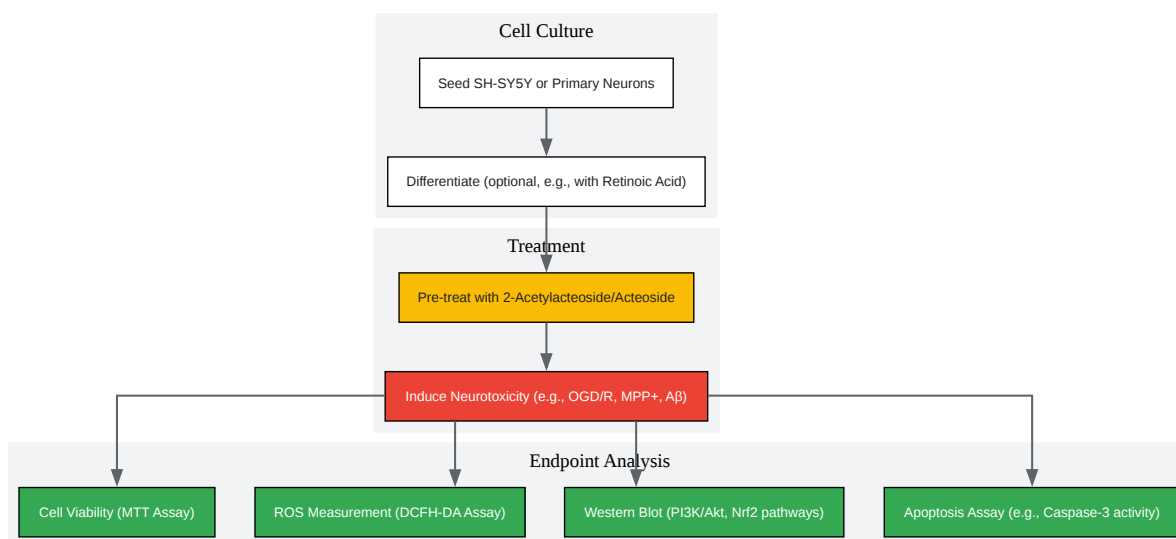 Cell Culture
Seed SH-SY5Y or Primary Neurons
Differentiate (optional, e.g., with Retinoic Acid)
Treatment
Pre-treat with 2-Acetylacteoside/Acteoside
Induce Neurotoxicity (e.g., OGD/R, MPP+, Aβ)
Endpoint Analysis
Cell Viability (MTT Assay)
ROS Measurement (DCFH-DA Assay)
Western Blot (PI3K/Akt, Nrf2 pathways)
Apoptosis Assay (e.g., Caspase-3 activity)